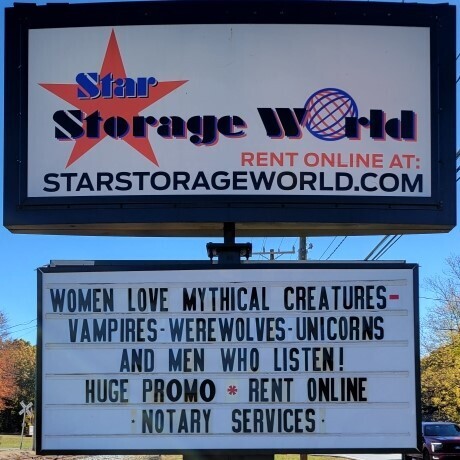 Star
Storage World
RENT ONLINE AT:
STARSTORAGEWORLD.COM
WOMEN LOVE MYTHICAL CREATURES-
VAMPIRES-WEREWOLVES-UNICORNS
AND MEN WHO LISTEN!
HUGE PROMO * RENT ONLINE
·NOTARY SERVICES·